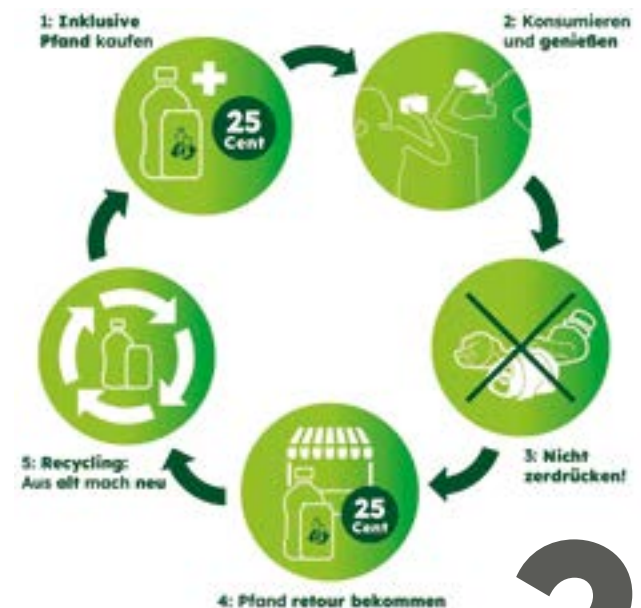 1: Inklusive
Pfand kaufen
25
Cent
2: Konsumieren
und genießen
3: Nicht
zerdrücken!
4: Pfand retour bekommen
25
Cent
5: Recycling:
Aus alt mach neu